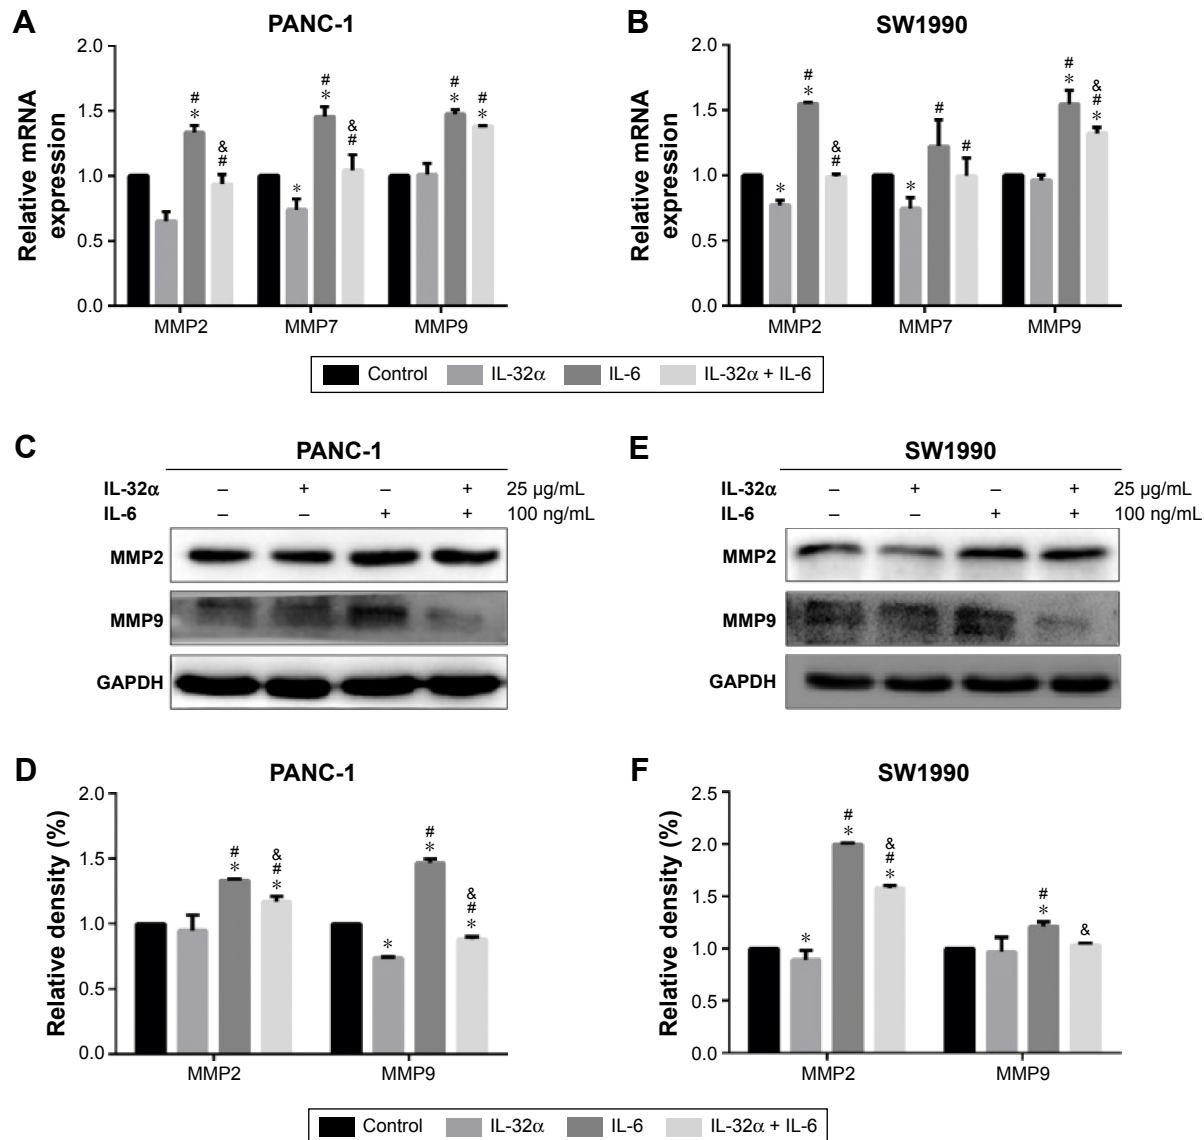 A
PANC-1
Relative mRNA
expression
2.0
1.5
1.0
0.5
0.0
#
*
&
#
*
#
*
&
#
#
*
#
*
MMP2
MMP7
MMP9
B
SW1990
Relative mRNA
expression
2.0
1.5
1.0
0.5
0.0
*
#
*
&
#
*
#
#
#
*
&
#
*
MMP2
MMP7
MMP9
Control
IL-32α
IL-6
IL-32α + IL-6
C
PANC-1
IL-32α – + – + 25 µg/mL
IL-6 – – + + 100 ng/mL
MMP2
MMP9
GAPDH
E
SW1990
IL-32α – + – + 25 µg/mL
IL-6 – – + + 100 ng/mL
MMP2
MMP9
GAPDH
D
PANC-1
Relative density (%)
2.0
1.5
1.0
0.5
0.0
#
*
&
#
*
*
#
*
&
#
*
MMP2
MMP9
F
SW1990
Relative density (%)
2.5
2.0
1.5
1.0
0.5
0.0
*
#
*
&
#
*
#
*
&
MMP2
MMP9
Control
IL-32α
IL-6
IL-32α + IL-6